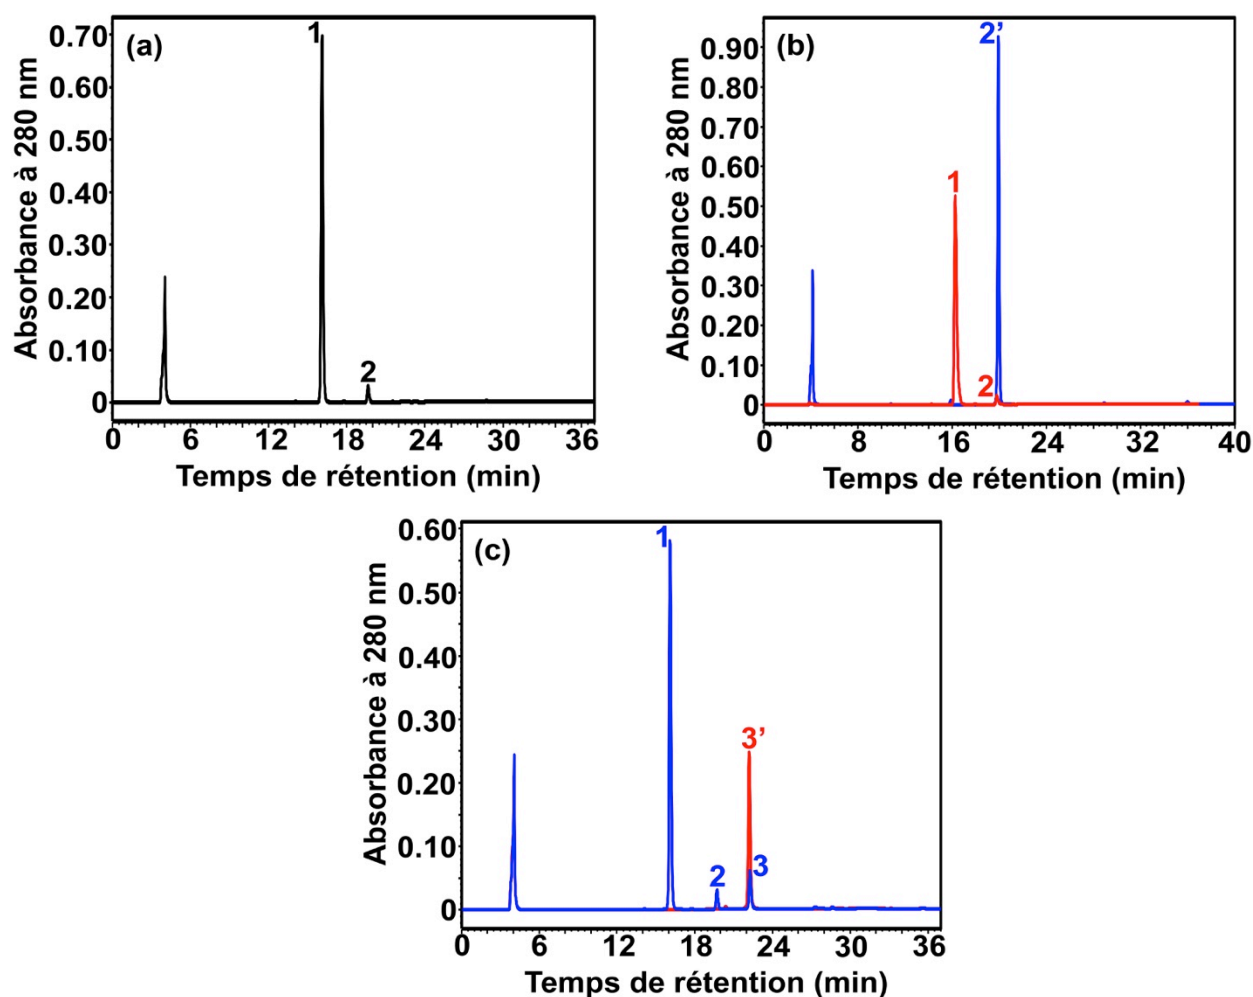 (a)
1
2
Absorbance à 280 nm
0.70
0.60
0.50
0.40
0.30
0.20
0.10
0
0 6 12 18 24 30 36
Temps de rétention (min)
(b)
2’
1
2
Absorbance à 280 nm
0.90
0.80
0.70
0.60
0.50
0.40
0.30
0.20
0.10
0
0 8 16 24 32 40
Temps de rétention (min)
(c)
1
3’
2
3
Absorbance à 280 nm
0.60
0.50
0.40
0.30
0.20
0.10
0
0 6 12 18 24 30 36
Temps de rétention (min)